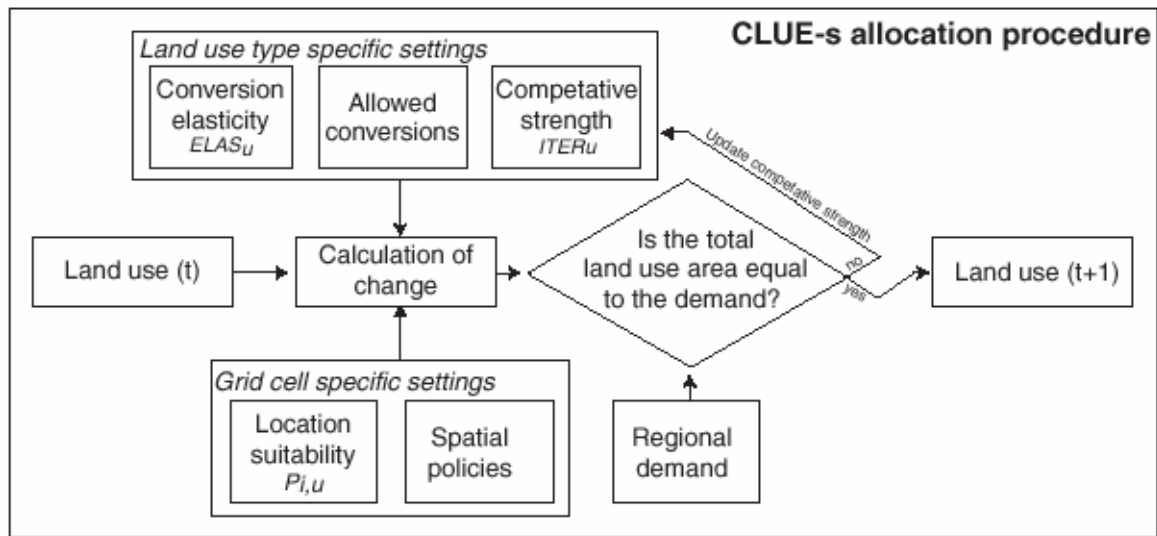 CLUE-s allocation procedure
Land use type specific settings
Conversion
elasticity
ELASu
Allowed
conversions
Competative
strength
ITERu
Update competative strength
Land use (t)
Calculation of
change
Is the total
land use area equal
to the demand?
no
yes
Land use (t+1)
Grid cell specific settings
Location
suitability
Pi,u
Spatial
policies
Regional
demand